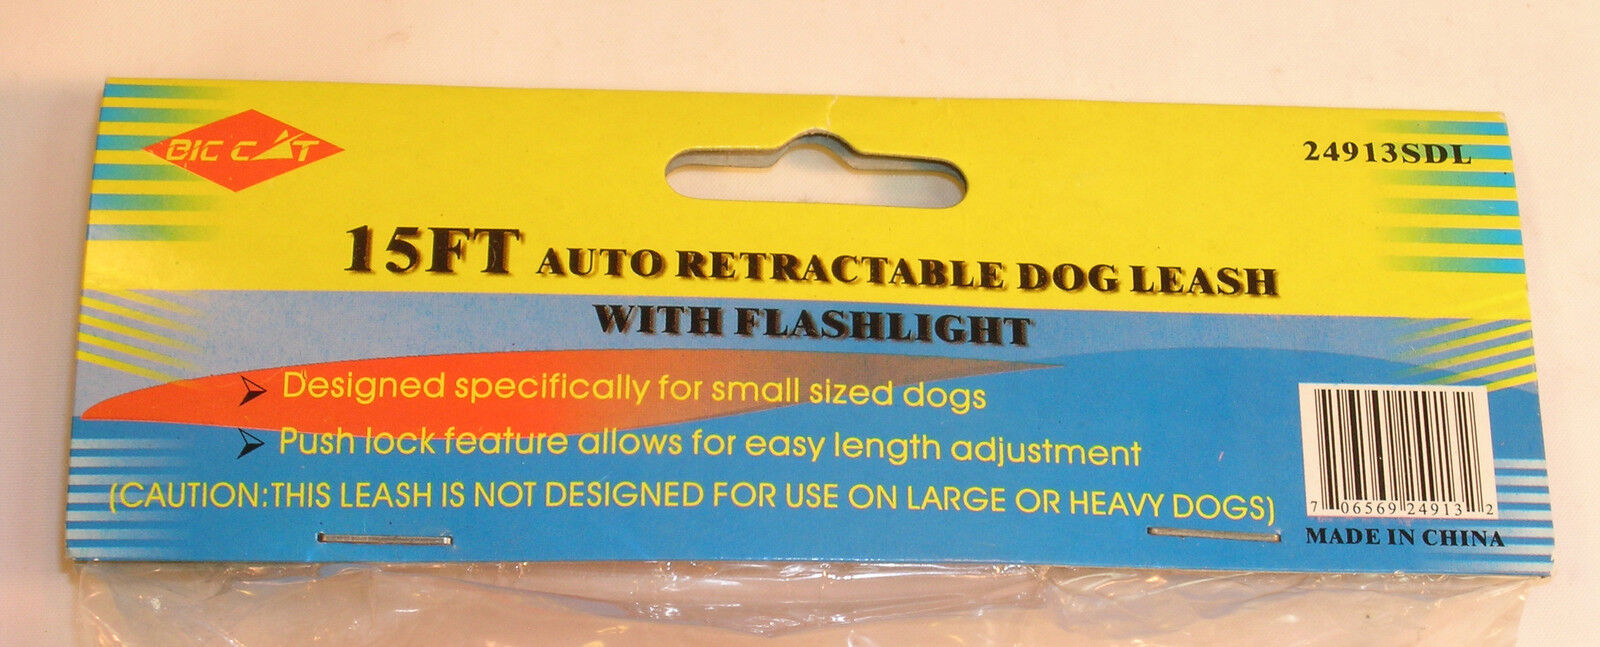 BIC CAT
24913SDL
15FT AUTO RETRACTABLE DOG LEASH
WITH FLASHLIGHT
Designed specifically for small sized dogs
Push lock feature allows for easy length adjustment
(CAUTION:THIS LEASH IS NOT DESIGNED FOR USE ON LARGE OR HEAVY DOGS)
7 06569 24913 2
MADE IN CHINA